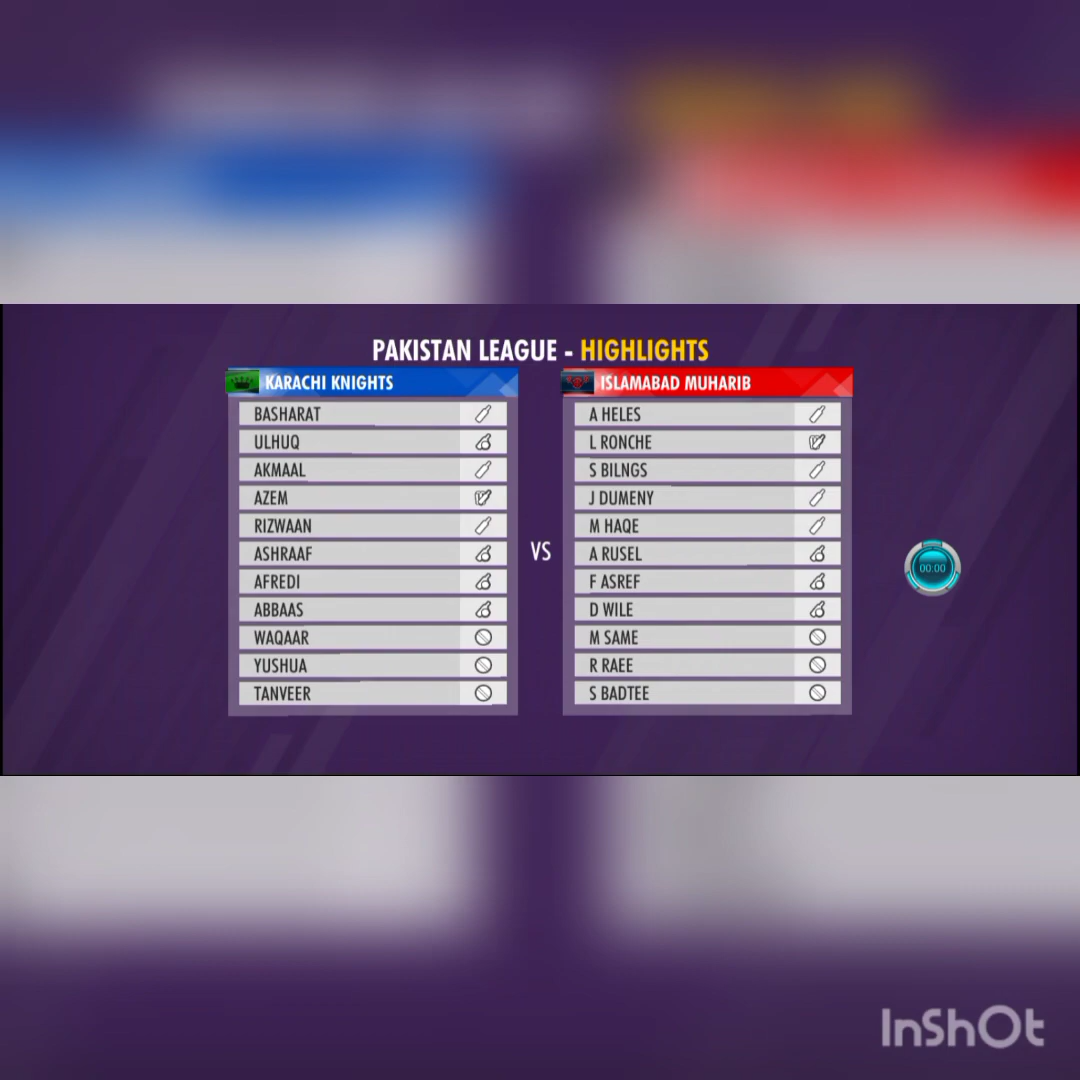 PAKISTAN LEAGUE - HIGHLIGHTS
KARACHI KNIGHTS
BASHARAT
ULHUQ
AKMAAL
AZEM
RIZWAAN
ASHRAAF
AFREDI
ABBAAS
WAQAAR
YUSHUA
TANVEER
VS
ISLAMABAD MUHARIB
A HELES
L RONCHE
S BILNGS
J DUMENY
M HAQE
A RUSEL
F ASREF
D WILE
M SAME
R RAEE
S BADTEE
00:00
InShOt